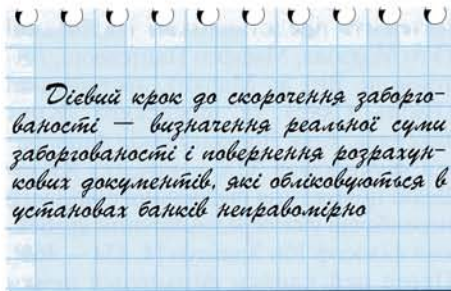 Дієвий крок до скорочення заборго-
ваності — визначення реальної суми
заборгованості і повернення розрахун-
кових документів, які обліковуються в
установах банків неправомірно